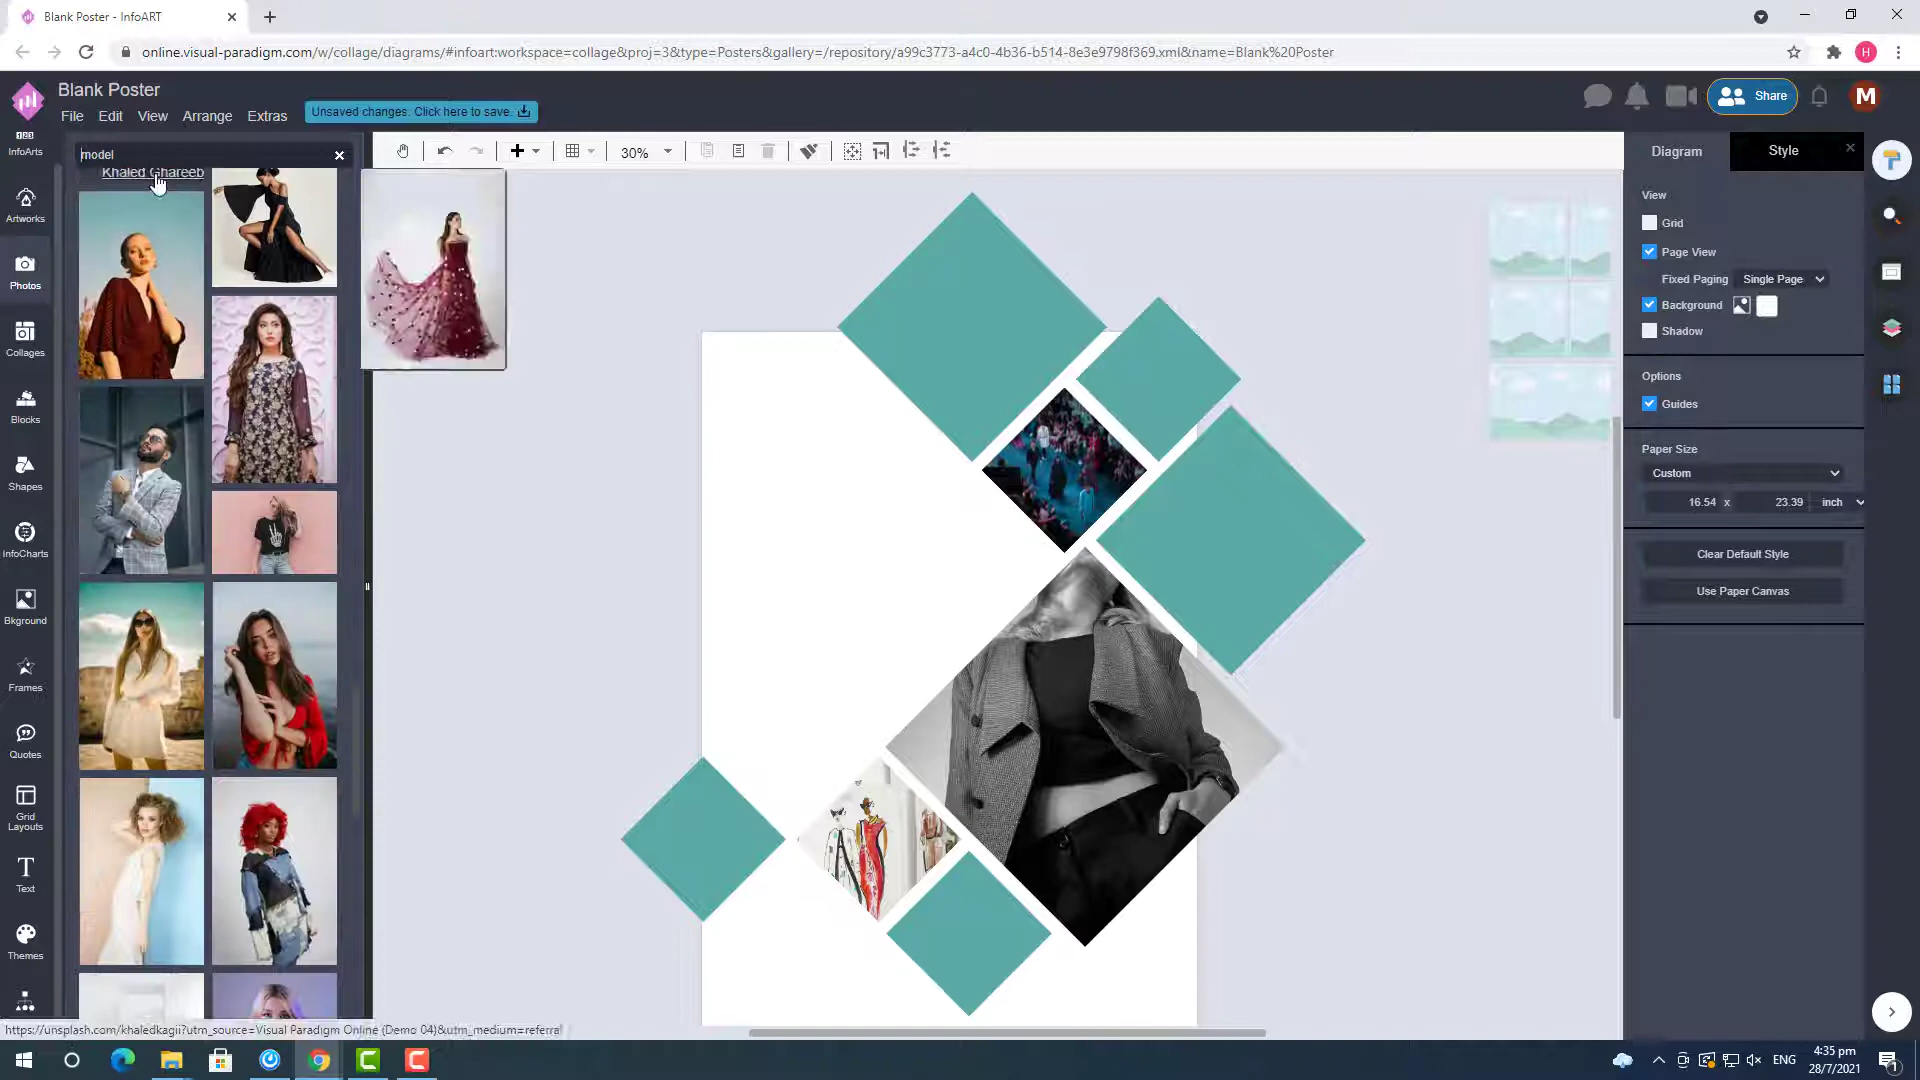 Blank Poster - InfoART
online.visual-paradigm.com/w/collage/diagrams/#infoart:workspace=collage&proj=3&type=Posters&gallery=/repository/a99c3773-a4c0-4b36-b514-8e3e9798f369.xml&name=Blank%20Poster
H
Blank Poster
File
Edit
View
Arrange
Extras
Unsaved changes. Click here to save.
Share
M
InfoArts
Artworks
Photos
Collages
Blocks
Shapes
InfoCharts
Bkground
Frames
Quotes
Grid
Layouts
Text
Themes
model
Khaled Ghareeb
30%
Diagram
Style
View
Grid
Page View
Fixed Paging
Single Page
Background
Shadow
Options
Guides
Paper Size
Custom
16.54 x
23.39
inch
Clear Default Style
Use Paper Canvas
https://unsplash.com/khaledkagii?utm_source=Visual Paradigm Online (Demo 04)&utm_medium=referral
ENG
4:35 pm
28/7/2021
1